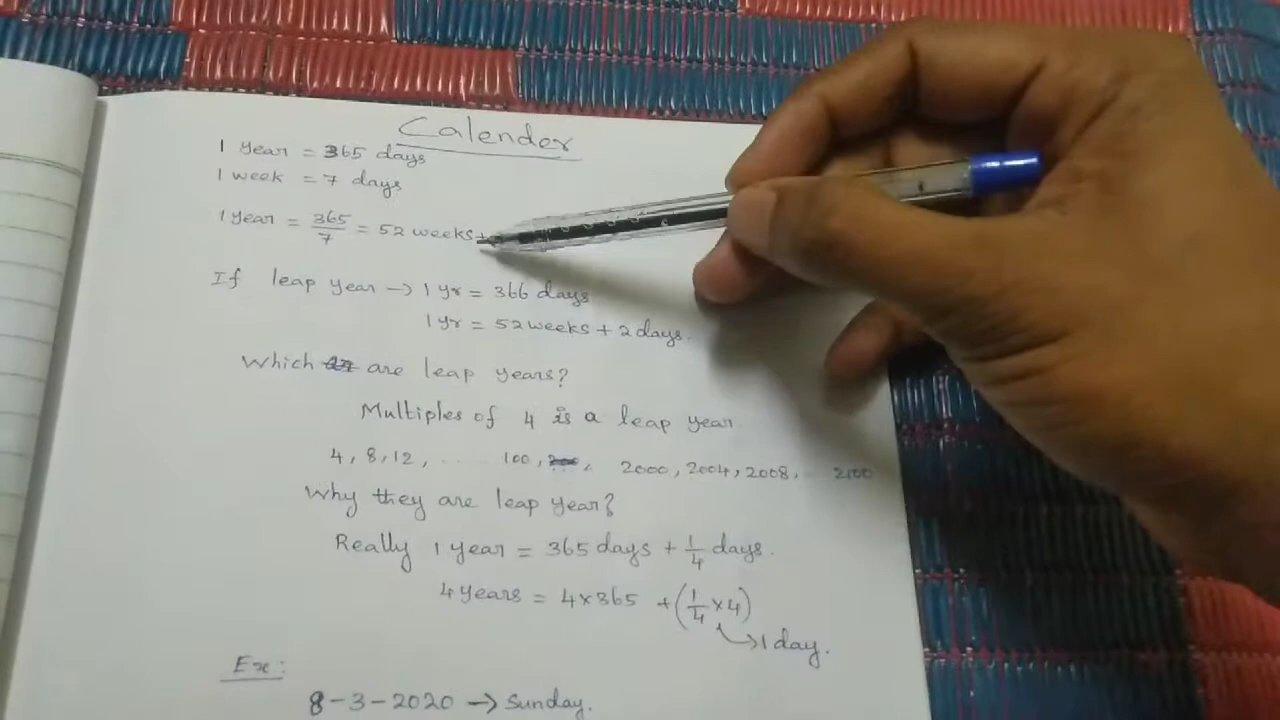 Calender
1 Year = 365 days
1 week = 7 days
1 Year = 365/7 = 52 weeks +
If leap year → 1 yr = 366 days
1 yr = 52 weeks + 2 days.
Which are leap years?
Multiples of 4 is a leap year.
4, 8, 12, .... 100, , 2000, 2004, 2008, .. 2100
Why they are leap year?
Really 1 year = 365 days + 1/4 days.
4 years = 4×365 + (1/4 × 4)
→ 1 day.
Ex:
8-3-2020 → Sunday.